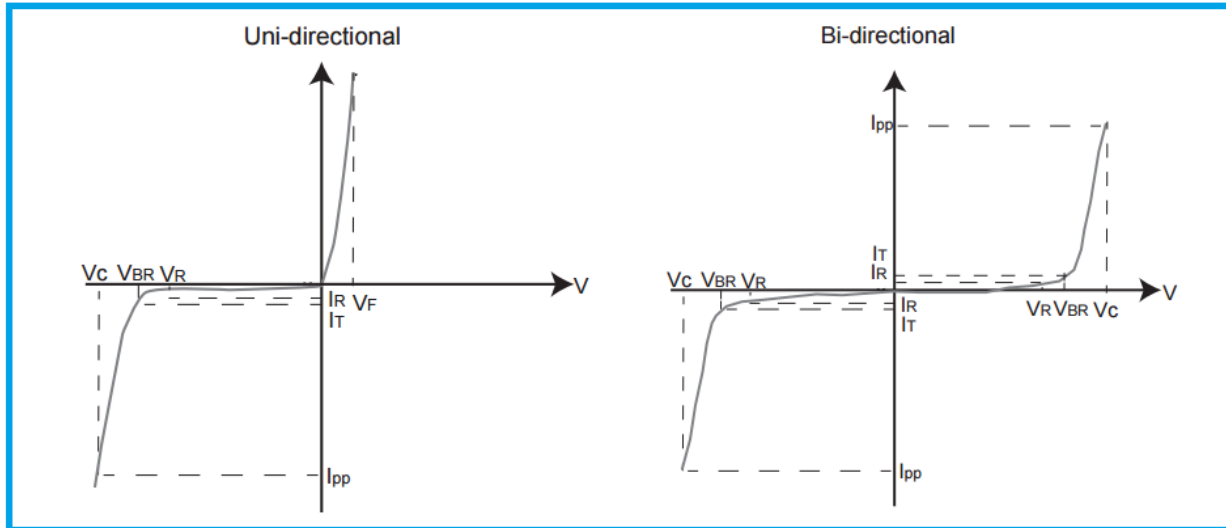 Uni-directional
Vc VBR VR
V
IR VF
IT
Ipp
Bi-directional
Ipp
IT
IR
Vc VBR VR
V
IR
VR VBR Vc
IT
Ipp